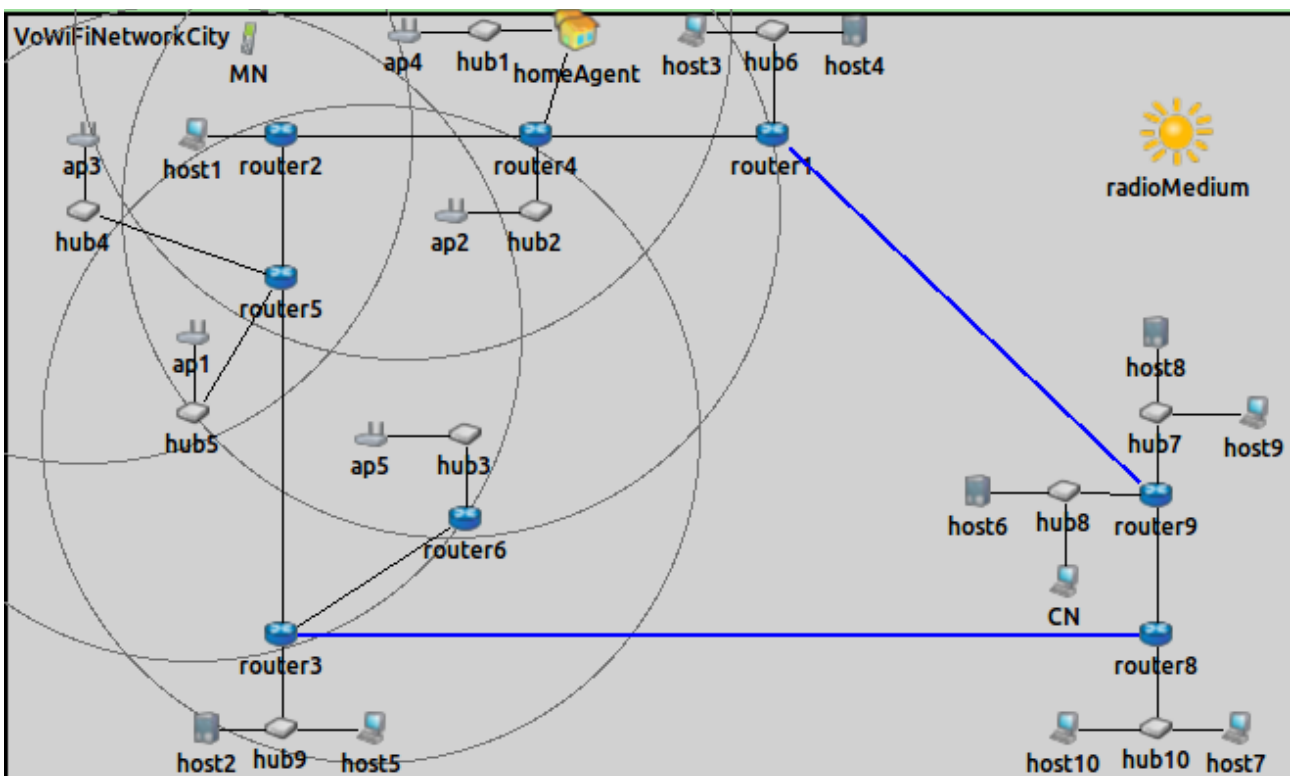 VoWiFiNetworkCity
MN
ap4
hub1
homeAgent
host3
hub6
host4
ap3
host1
router2
router4
router1
radioMedium
hub4
ap2
hub2
router5
ap1
hub5
ap5
hub3
router6
host8
hub7
host9
host6
hub8
router9
CN
router3
router8
host2
hub9
host5
host10
hub10
host7